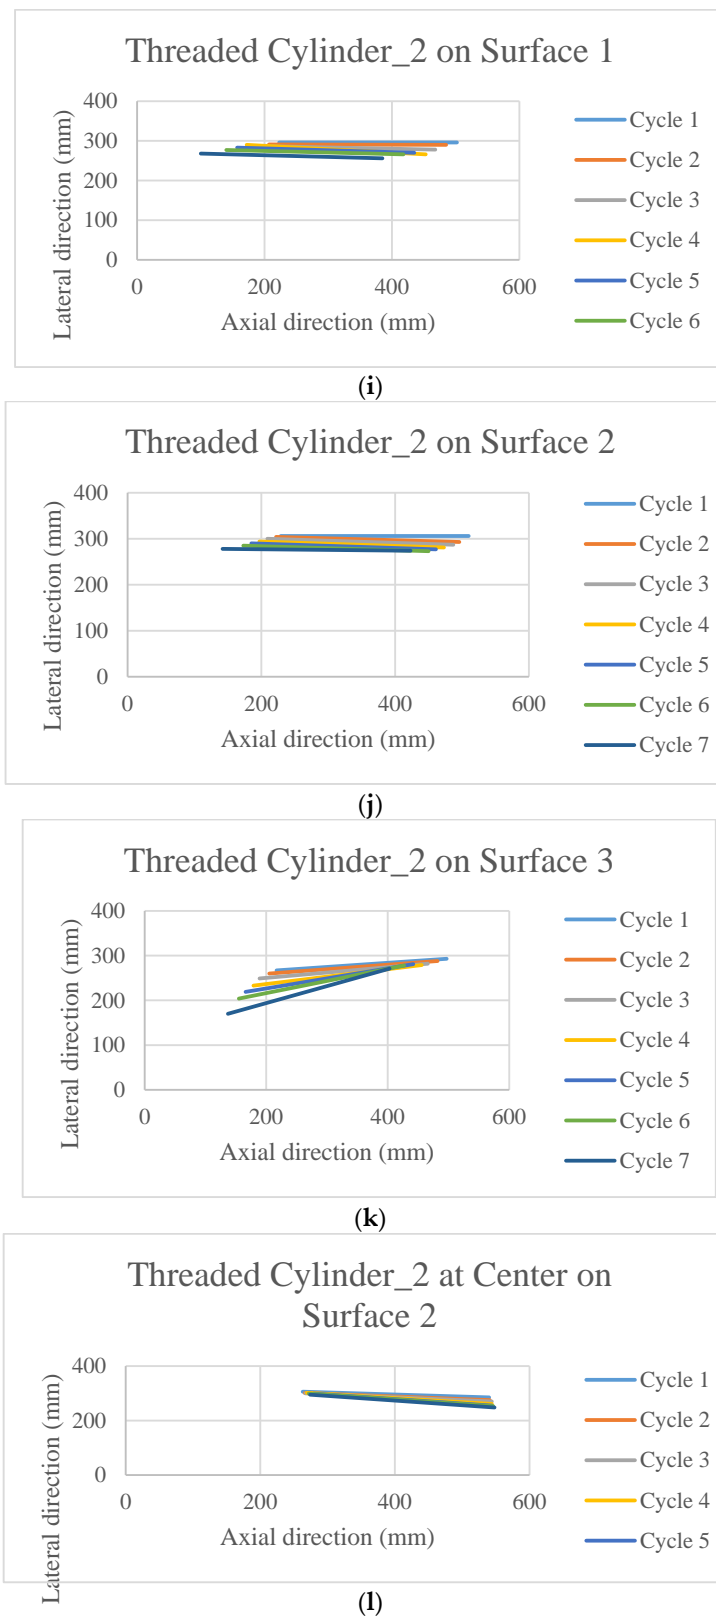 Threaded Cylinder_2 on Surface 1
Lateral direction (mm)
400
300
200
100
0
0 200 400 600
Axial direction (mm)
Cycle 1
Cycle 2
Cycle 3
Cycle 4
Cycle 5
Cycle 6
(i)
Threaded Cylinder_2 on Surface 2
Lateral direction (mm)
400
300
200
100
0
0 200 400 600
Axial direction (mm)
Cycle 1
Cycle 2
Cycle 3
Cycle 4
Cycle 5
Cycle 6
Cycle 7
(j)
Threaded Cylinder_2 on Surface 3
Lateral direction (mm)
400
300
200
100
0
0 200 400 600
Axial direction (mm)
Cycle 1
Cycle 2
Cycle 3
Cycle 4
Cycle 5
Cycle 6
Cycle 7
(k)
Threaded Cylinder_2 at Center on
Surface 2
Lateral direction (mm)
400
200
0
0 200 400 600
Axial direction (mm)
Cycle 1
Cycle 2
Cycle 3
Cycle 4
Cycle 5
(l)